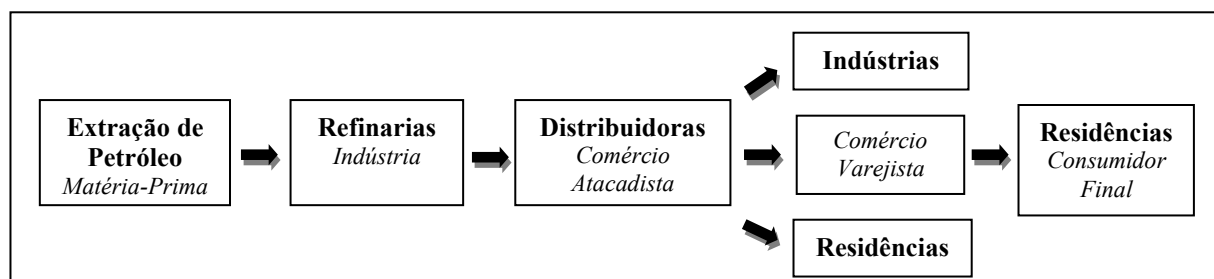 Extração de
Petróleo
Matéria-Prima
Refinarias
Indústria
Distribuidoras
Comércio
Atacadista
Indústrias
Comércio
Varejista
Residências
Residências
Consumidor
Final